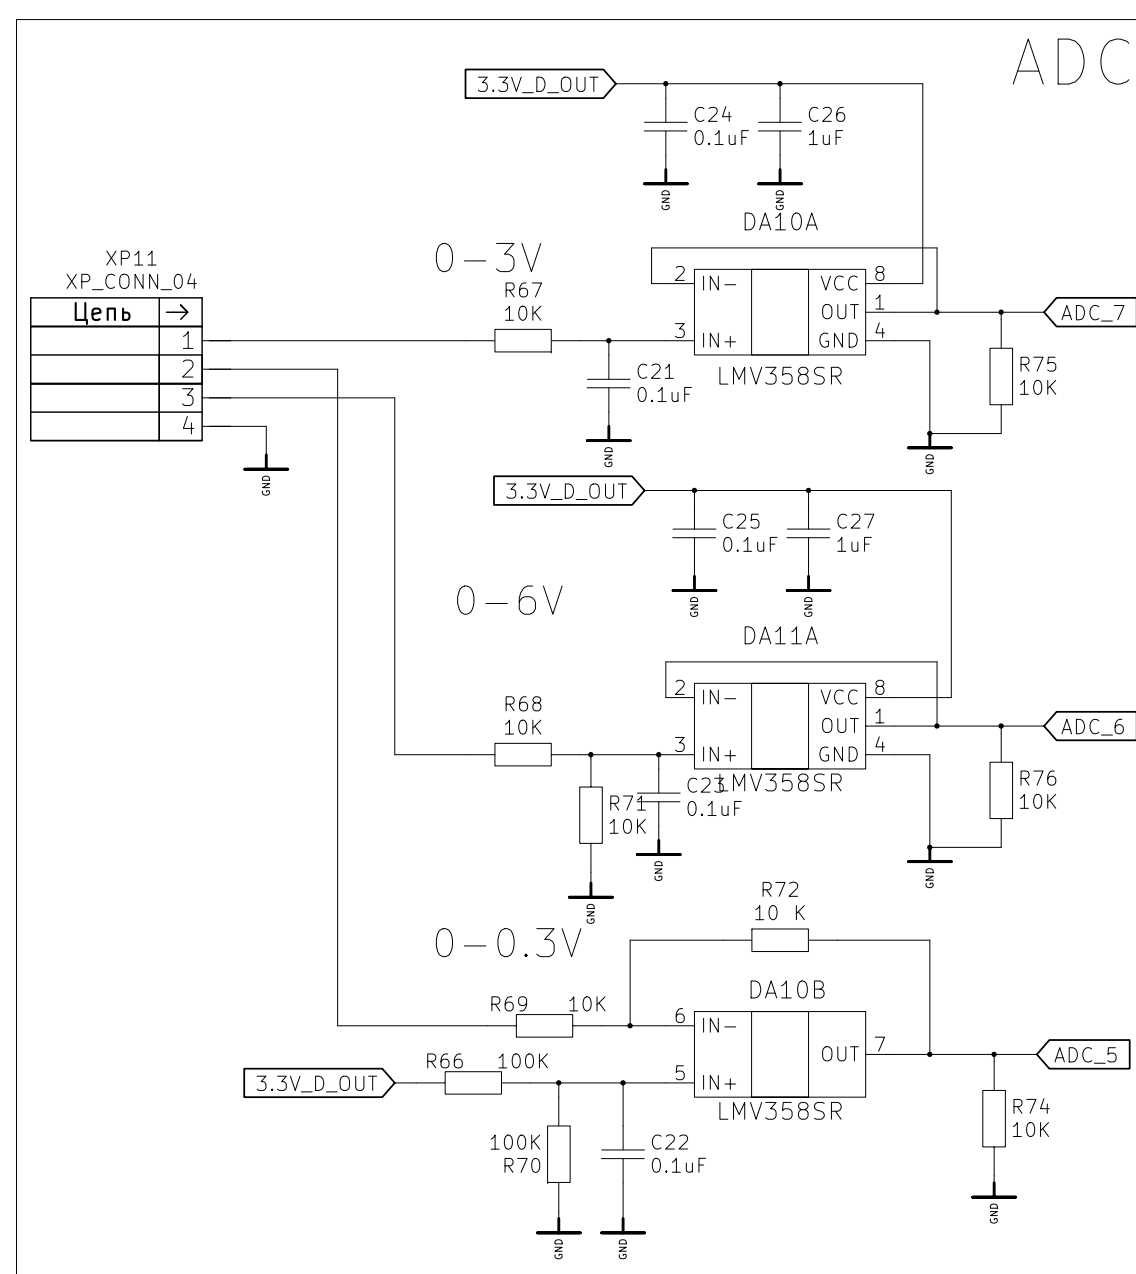 ADC
3.3V_D_OUT
C24
0.1uF
C26
1uF
GND
GND
DA10A
0-3V
XP11
XP_CONN_04
Цепь →
1
2
3
4
GND
R67
10K
2 IN- VCC 8
OUT 1
3 IN+ GND 4
LMV358SR
ADC_7
C21
0.1uF
GND
R75
10K
GND
3.3V_D_OUT
C25
0.1uF
C27
1uF
GND
GND
0-6V
DA11A
R68
10K
2 IN- VCC 8
OUT 1
3 IN+ GND 4
LMV358SR
ADC_6
R71
10K
C23
0.1uF
GND
GND
R76
10K
GND
R72
10 K
0-0.3V
DA10B
R69 10K
6 IN-
OUT 7
5 IN+
LMV358SR
ADC_5
R66 100K
3.3V_D_OUT
100K
R70
C22
0.1uF
GND
GND
R74
10K
GND